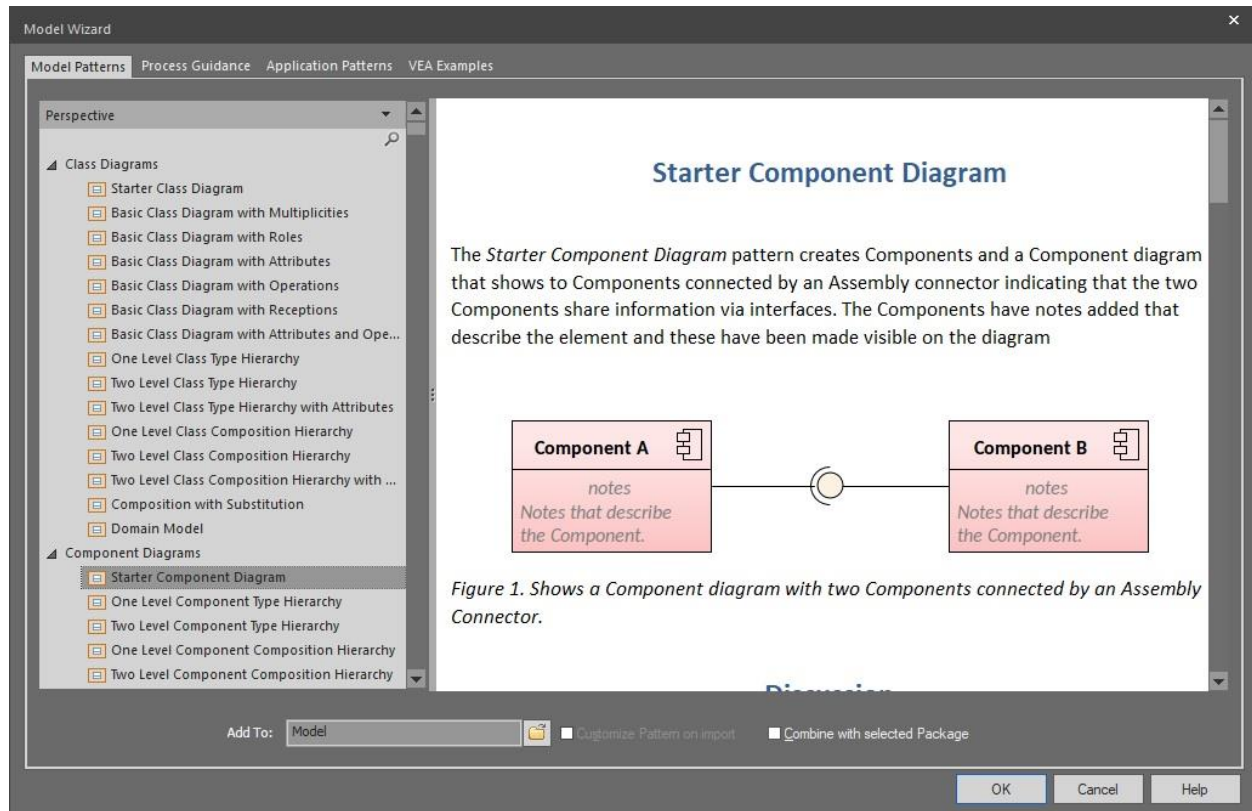 Model Wizard
Model Patterns Process Guidance Application Patterns VEA Examples
Perspective
Class Diagrams
Starter Class Diagram
Basic Class Diagram with Multiplicities
Basic Class Diagram with Roles
Basic Class Diagram with Attributes
Basic Class Diagram with Operations
Basic Class Diagram with Receptions
Basic Class Diagram with Attributes and Ope...
One Level Class Type Hierarchy
Two Level Class Type Hierarchy
Two Level Class Type Hierarchy with Attributes
One Level Class Composition Hierarchy
Two Level Class Composition Hierarchy
Two Level Class Composition Hierarchy with ...
Composition with Substitution
Domain Model
Component Diagrams
Starter Component Diagram
One Level Component Type Hierarchy
Two Level Component Type Hierarchy
One Level Component Composition Hierarchy
Two Level Component Composition Hierarchy
Starter Component Diagram
The Starter Component Diagram pattern creates Components and a Component diagram
that shows to Components connected by an Assembly connector indicating that the two
Components share information via interfaces. The Components have notes added that
describe the element and these have been made visible on the diagram
Component A
notes
Notes that describe
the Component.
Component B
notes
Notes that describe
the Component.
Figure 1. Shows a Component diagram with two Components connected by an Assembly
Connector.
Discussion
Add To: Model Customize Pattern on import Combine with selected Package
OK Cancel Help